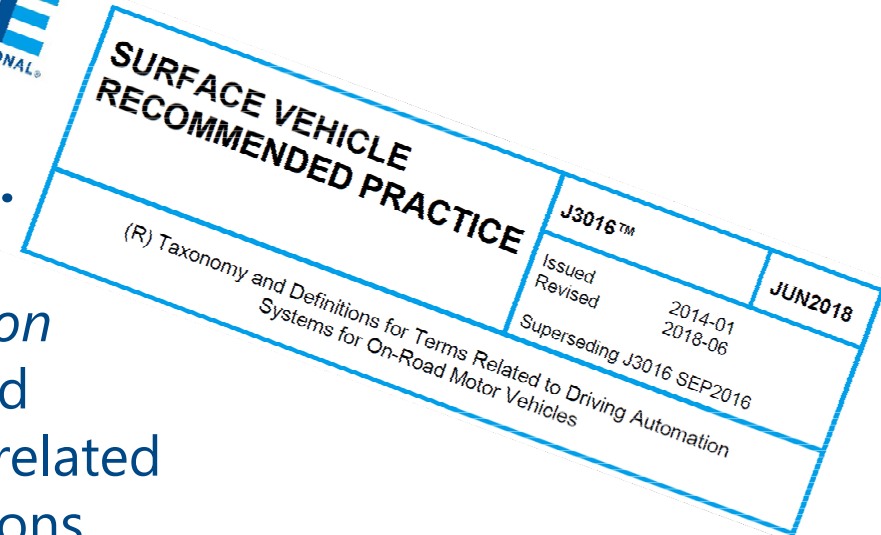 ONAL®
SURFACE VEHICLE
RECOMMENDED PRACTICE
J3016™
JUN2018
Issued 2014-01
Revised 2018-06
Superseding J3016 SEP2016
(R) Taxonomy and Definitions for Terms Related to Driving Automation
Systems for On-Road Motor Vehicles
.
on
d
related
ons